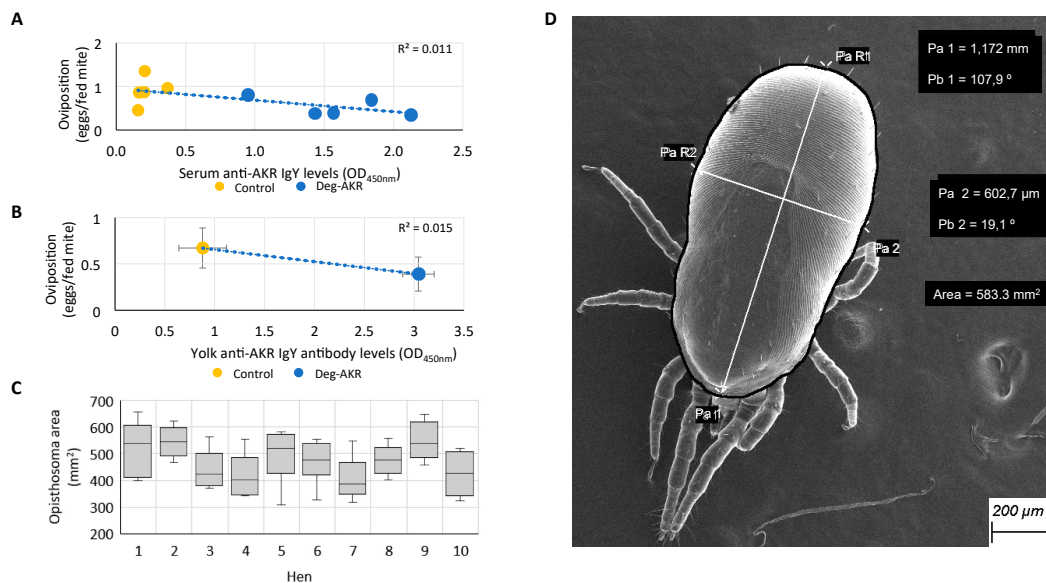 A
R² = 0.011
Oviposition
(eggs/fed mite)
2
1
0
0.0 0.5 1.0 1.5 2.0 2.5
Serum anti-AKR IgY levels (OD450nm)
Control Deg-AKR
B
R² = 0.015
Oviposition
(eggs/fed mite)
1
0.5
0
0 0.5 1 1.5 2 2.5 3 3.5
Yolk anti-AKR IgY antibody levels (OD450nm)
Control Deg-AKR
C
Opisthosoma area
(mm²)
700
600
500
400
300
200
1 2 3 4 5 6 7 8 9 10
Hen
D
Pa R1
Pa R2
Pa 2
Pa 1
Pa 1 = 1,172 mm
Pb 1 = 107,9 º
Pa 2 = 602,7 µm
Pb 2 = 19,1 º
Area = 583.3 mm²
200 µm